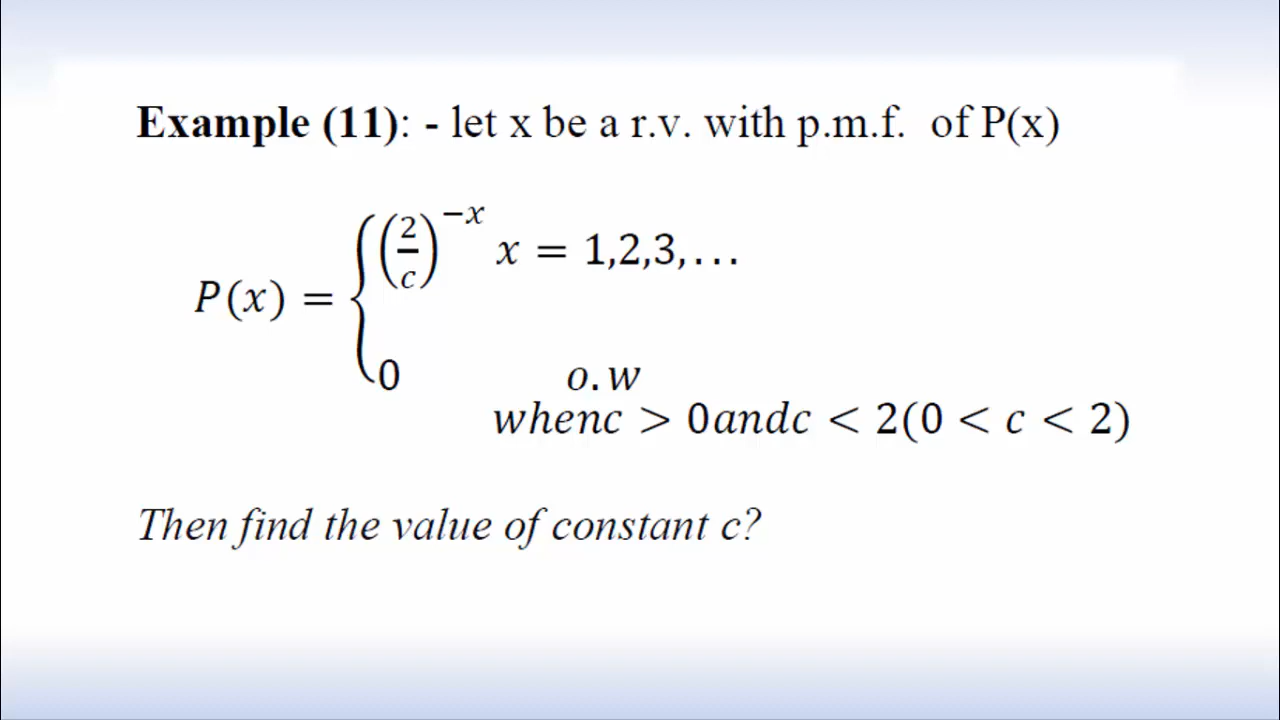 Example (11): - let x be a r.v. with p.m.f. of P(x)
P(x) = { (2/c)^{-x} x = 1,2,3,...
0 o.w
whenc > 0andc < 2(0 < c < 2)
Then find the value of constant c?